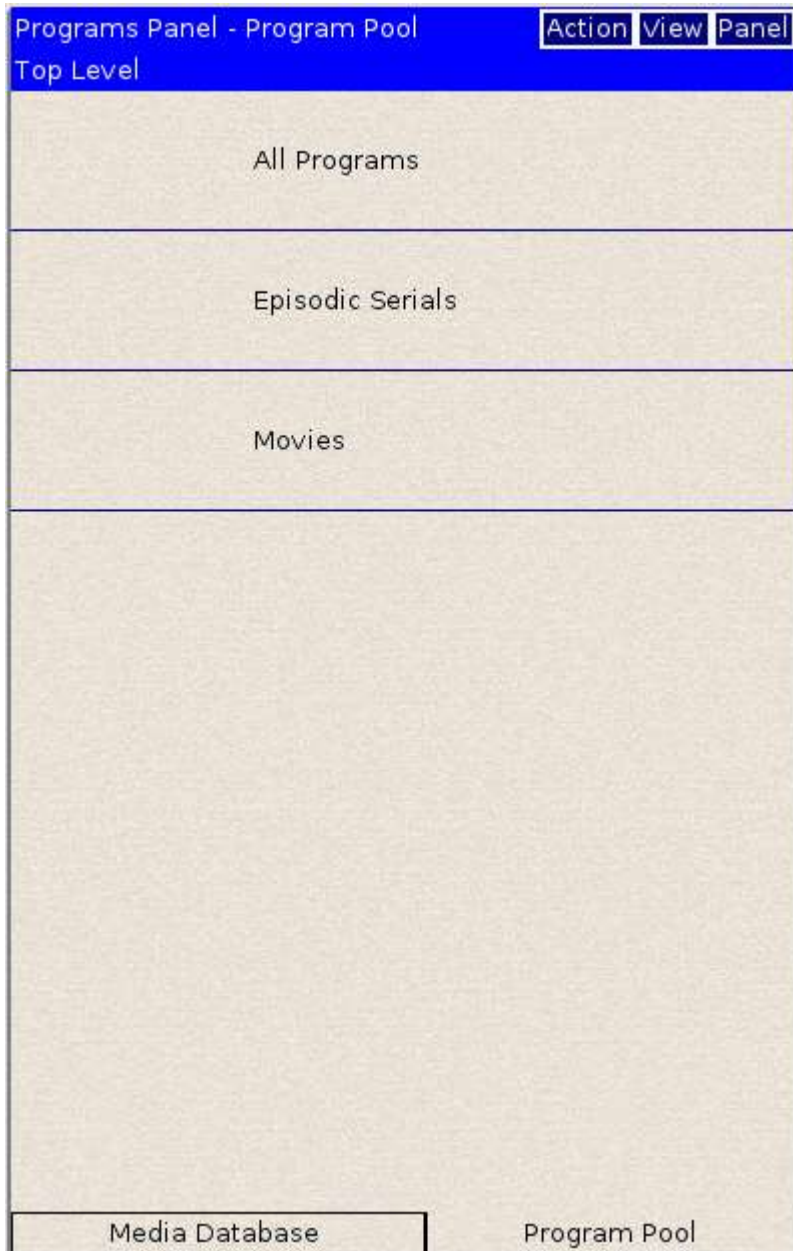 Programs Panel - Program Pool Action View Panel
Top Level
All Programs
Episodic Serials
Movies
Media Database Program Pool